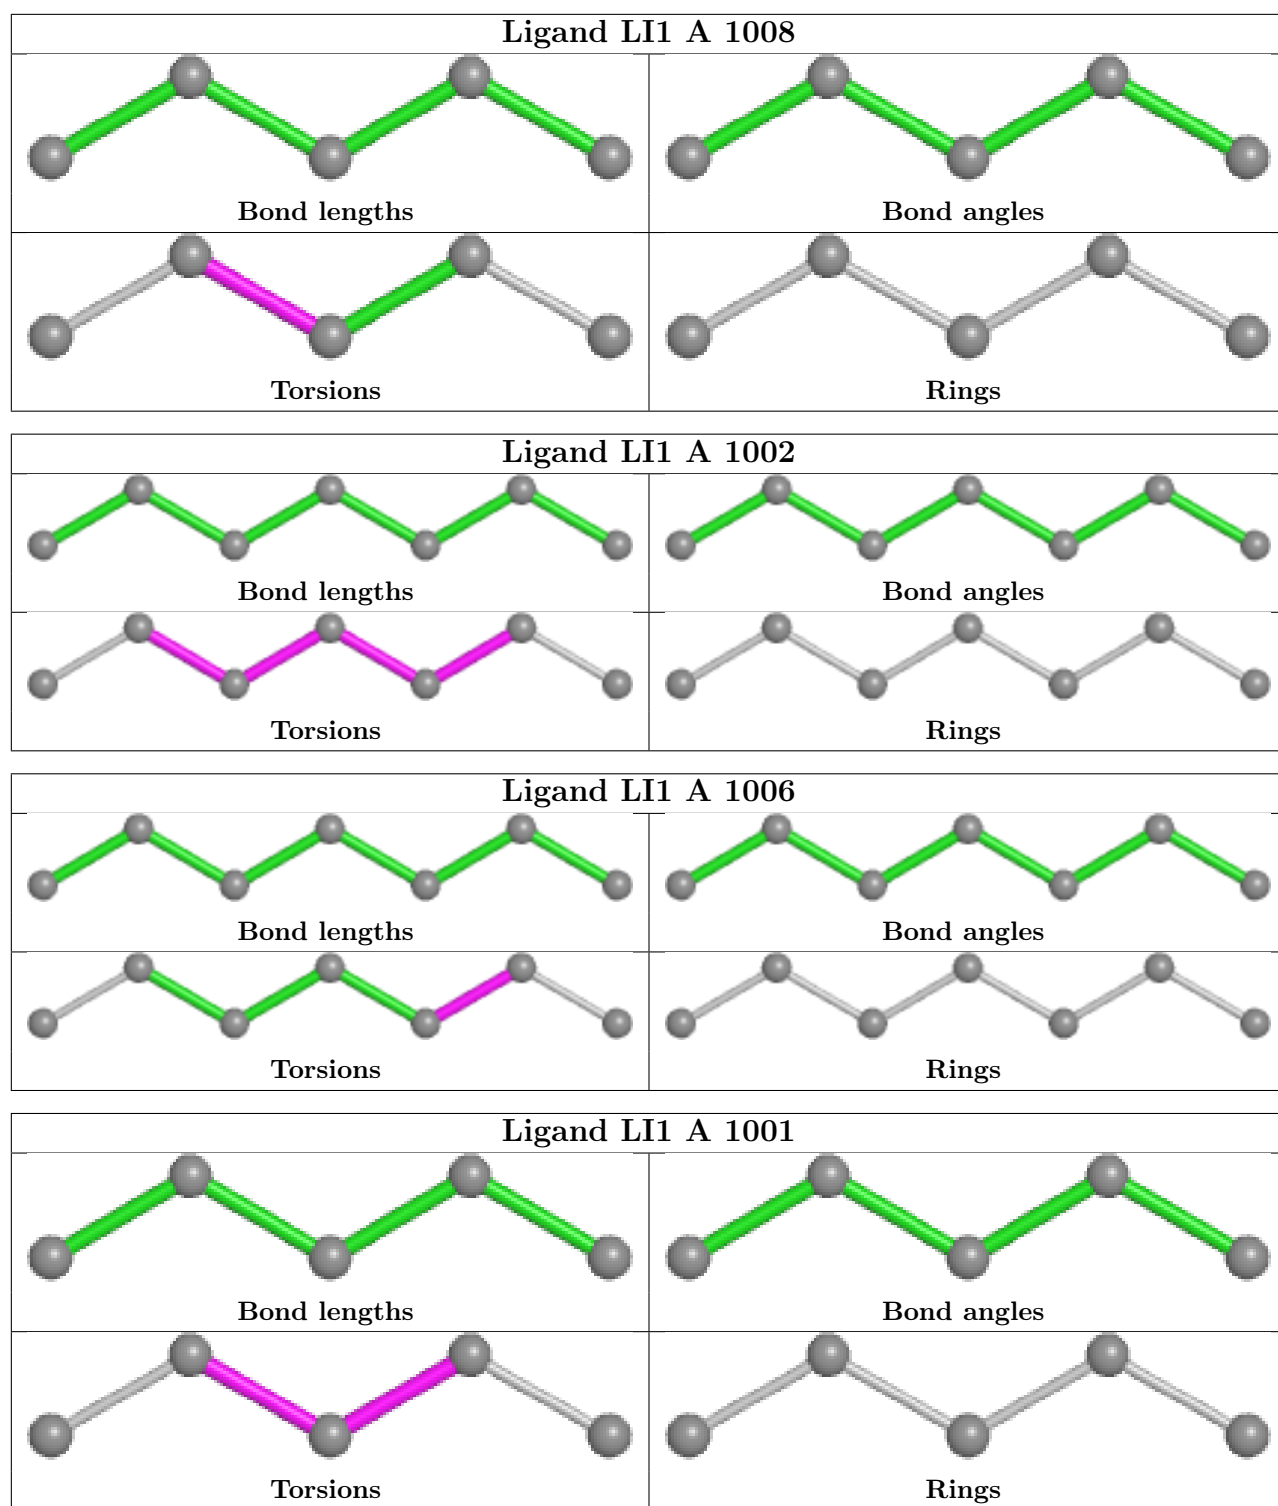 Ligand LI1 A 1008
Bond lengths
Bond angles
Torsions
Rings
Ligand LI1 A 1002
Bond lengths
Bond angles
Torsions
Rings
Ligand LI1 A 1006
Bond lengths
Bond angles
Torsions
Rings
Ligand LI1 A 1001
Bond lengths
Bond angles
Torsions
Rings